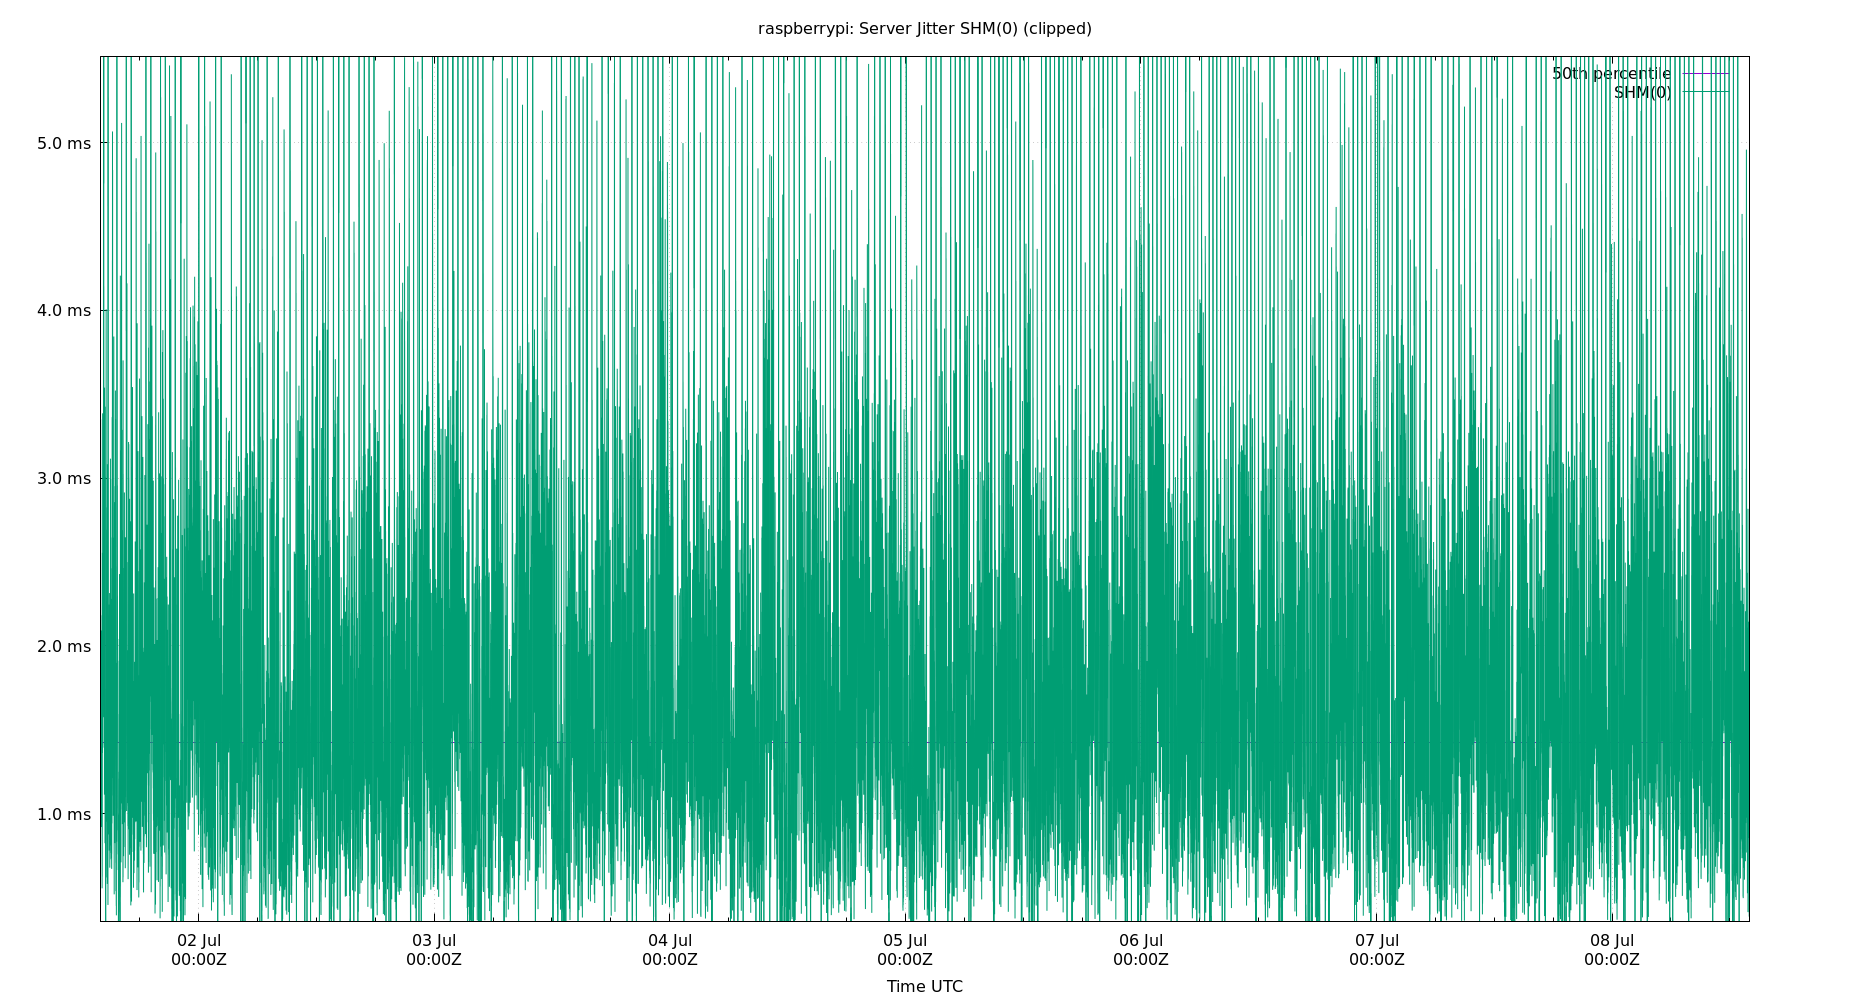 raspberrypi: Server Jitter SHM(0) (clipped)
50th percentile
SHM(0)
5.0 ms
4.0 ms
3.0 ms
2.0 ms
1.0 ms
02 Jul 03 Jul 04 Jul 05 Jul 06 Jul 07 Jul 08 Jul
00:00Z 00:00Z 00:00Z 00:00Z 00:00Z 00:00Z 00:00Z
Time UTC